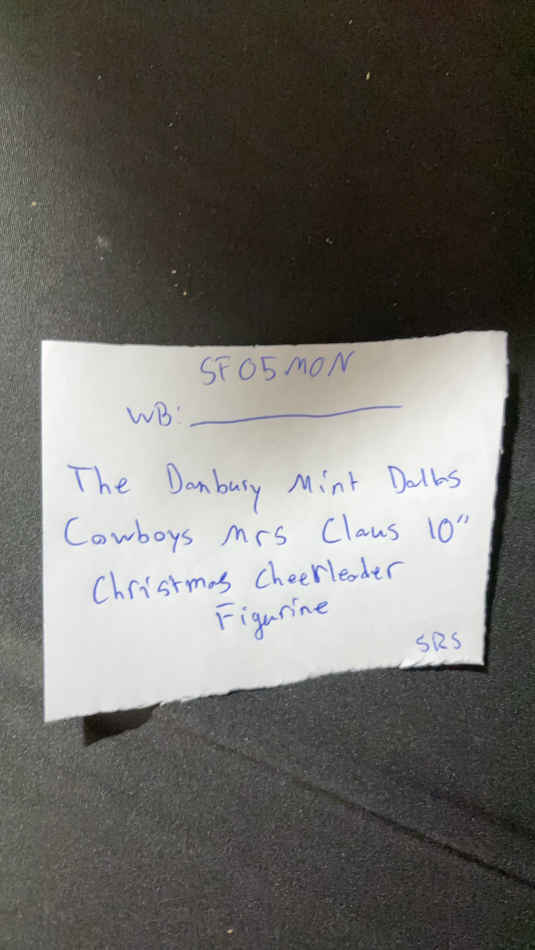 SF05MON
WB:
The Danbury Mint Dallas
Cowboys Mrs Claus 10"
Christmas Cheerleader
Figurine
SRS